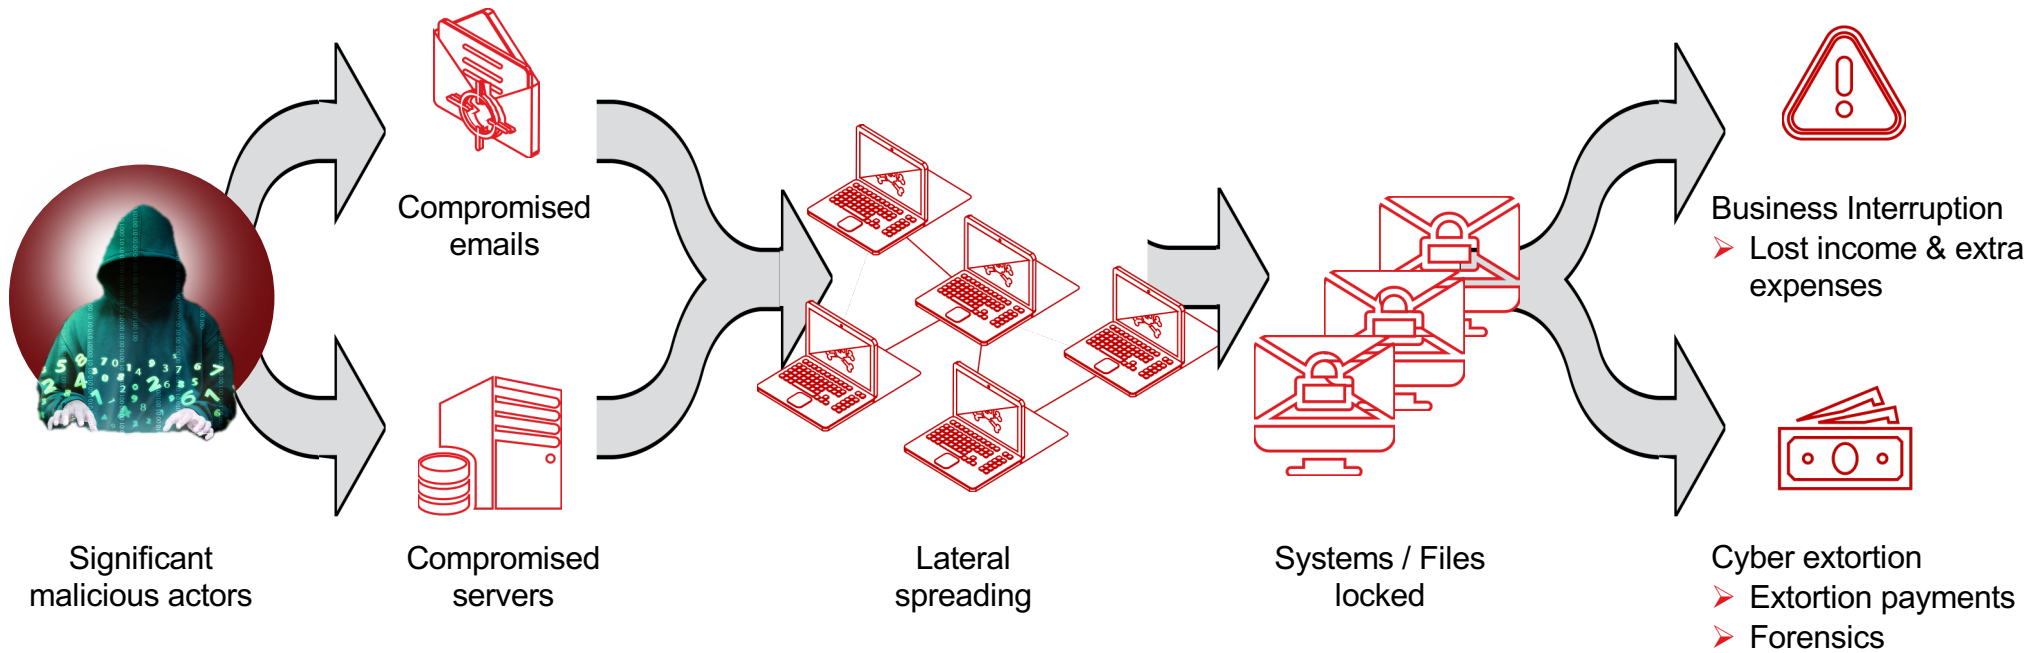 Compromised
emails
Significant
malicious actors
Compromised
servers
Lateral
spreading
Systems / Files
locked
Business Interruption
➢ Lost income & extra
expenses
Cyber extortion
➢ Extortion payments
➢ Forensics